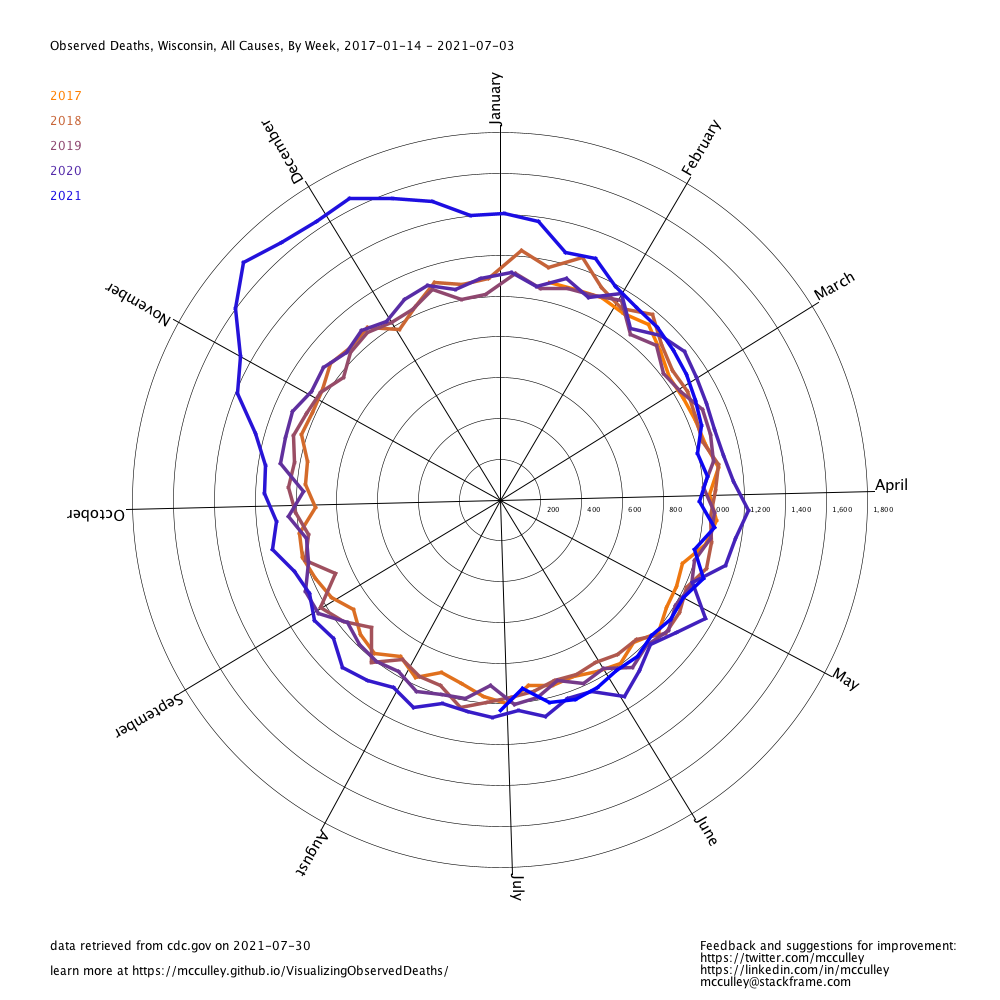 Observed Deaths, Wisconsin, All Causes, By Week, 2017-01-14 - 2021-07-03
2017
2018
2019
2020
2021
January
February
March
April
May
June
July
August
September
October
November
December
200
400
600
800
1,000
1,200
1,400
1,600
1,800
data retrieved from cdc.gov on 2021-07-30
learn more at https://mcculley.github.io/VisualizingObservedDeaths/
Feedback and suggestions for improvement:
https://twitter.com/mcculley
https://linkedin.com/in/mcculley
mcculley@stackframe.com